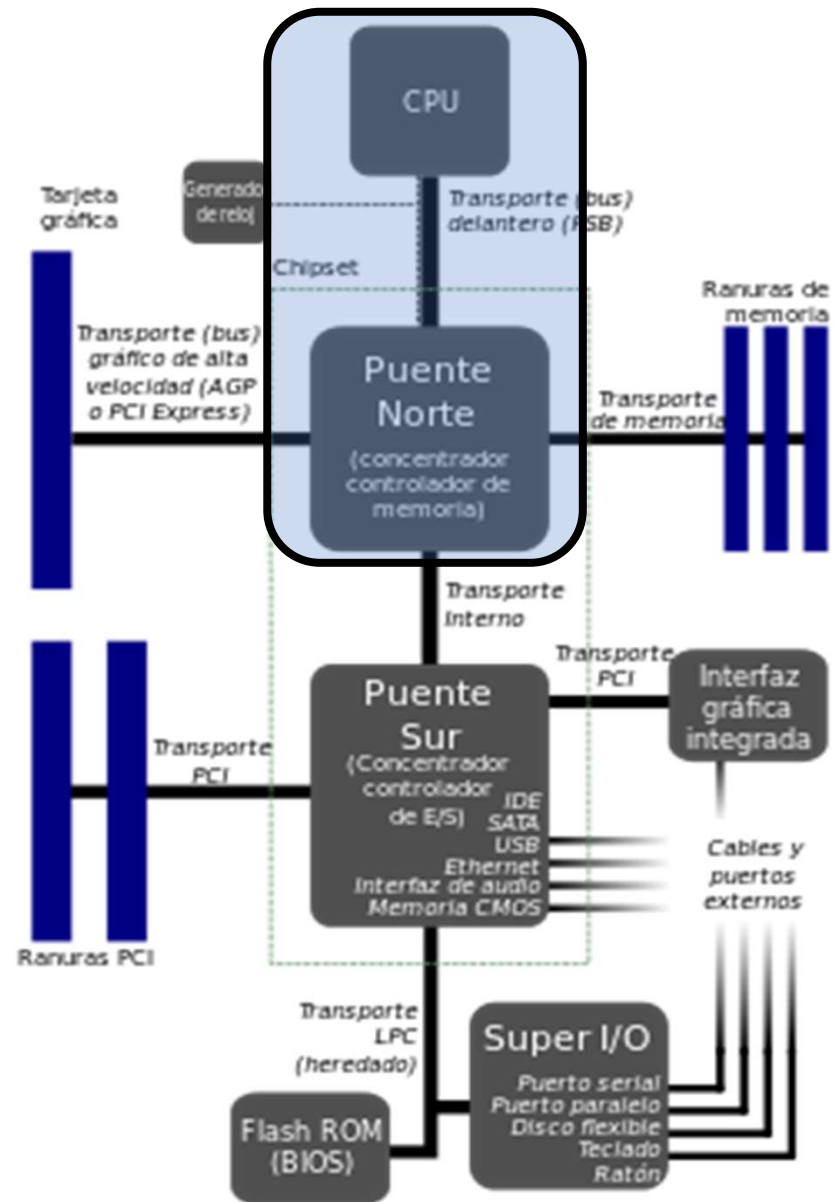 CPU
Generado
de reloj
Transporte (bus)
delantero (FSB)
Tarjeta
gráfica
Chipset
Ranuras de
memoria
Transporte (bus)
gráfico de alta
velocidad (AGP
o PCI Express)
Puente
Norte
(concentrador
controlador de
memoria)
Transporte
de memoria
Transporte
Interno
Transporte
PCI
Interfaz
gráfica
integrada
Puente
Sur
(Concentrador
controlador
de E/S)
IDE
SATA
USB
Ethernet
Interfaz de audio
Memoria CMOS
Transporte
PCI
Ranuras PCI
Cables y
puertos
externos
Transporte
LPC
(heredado)
Super I/O
Puerto serial
Puerto paralelo
Disco flexible
Teclado
Ratón
Flash ROM
(BIOS)